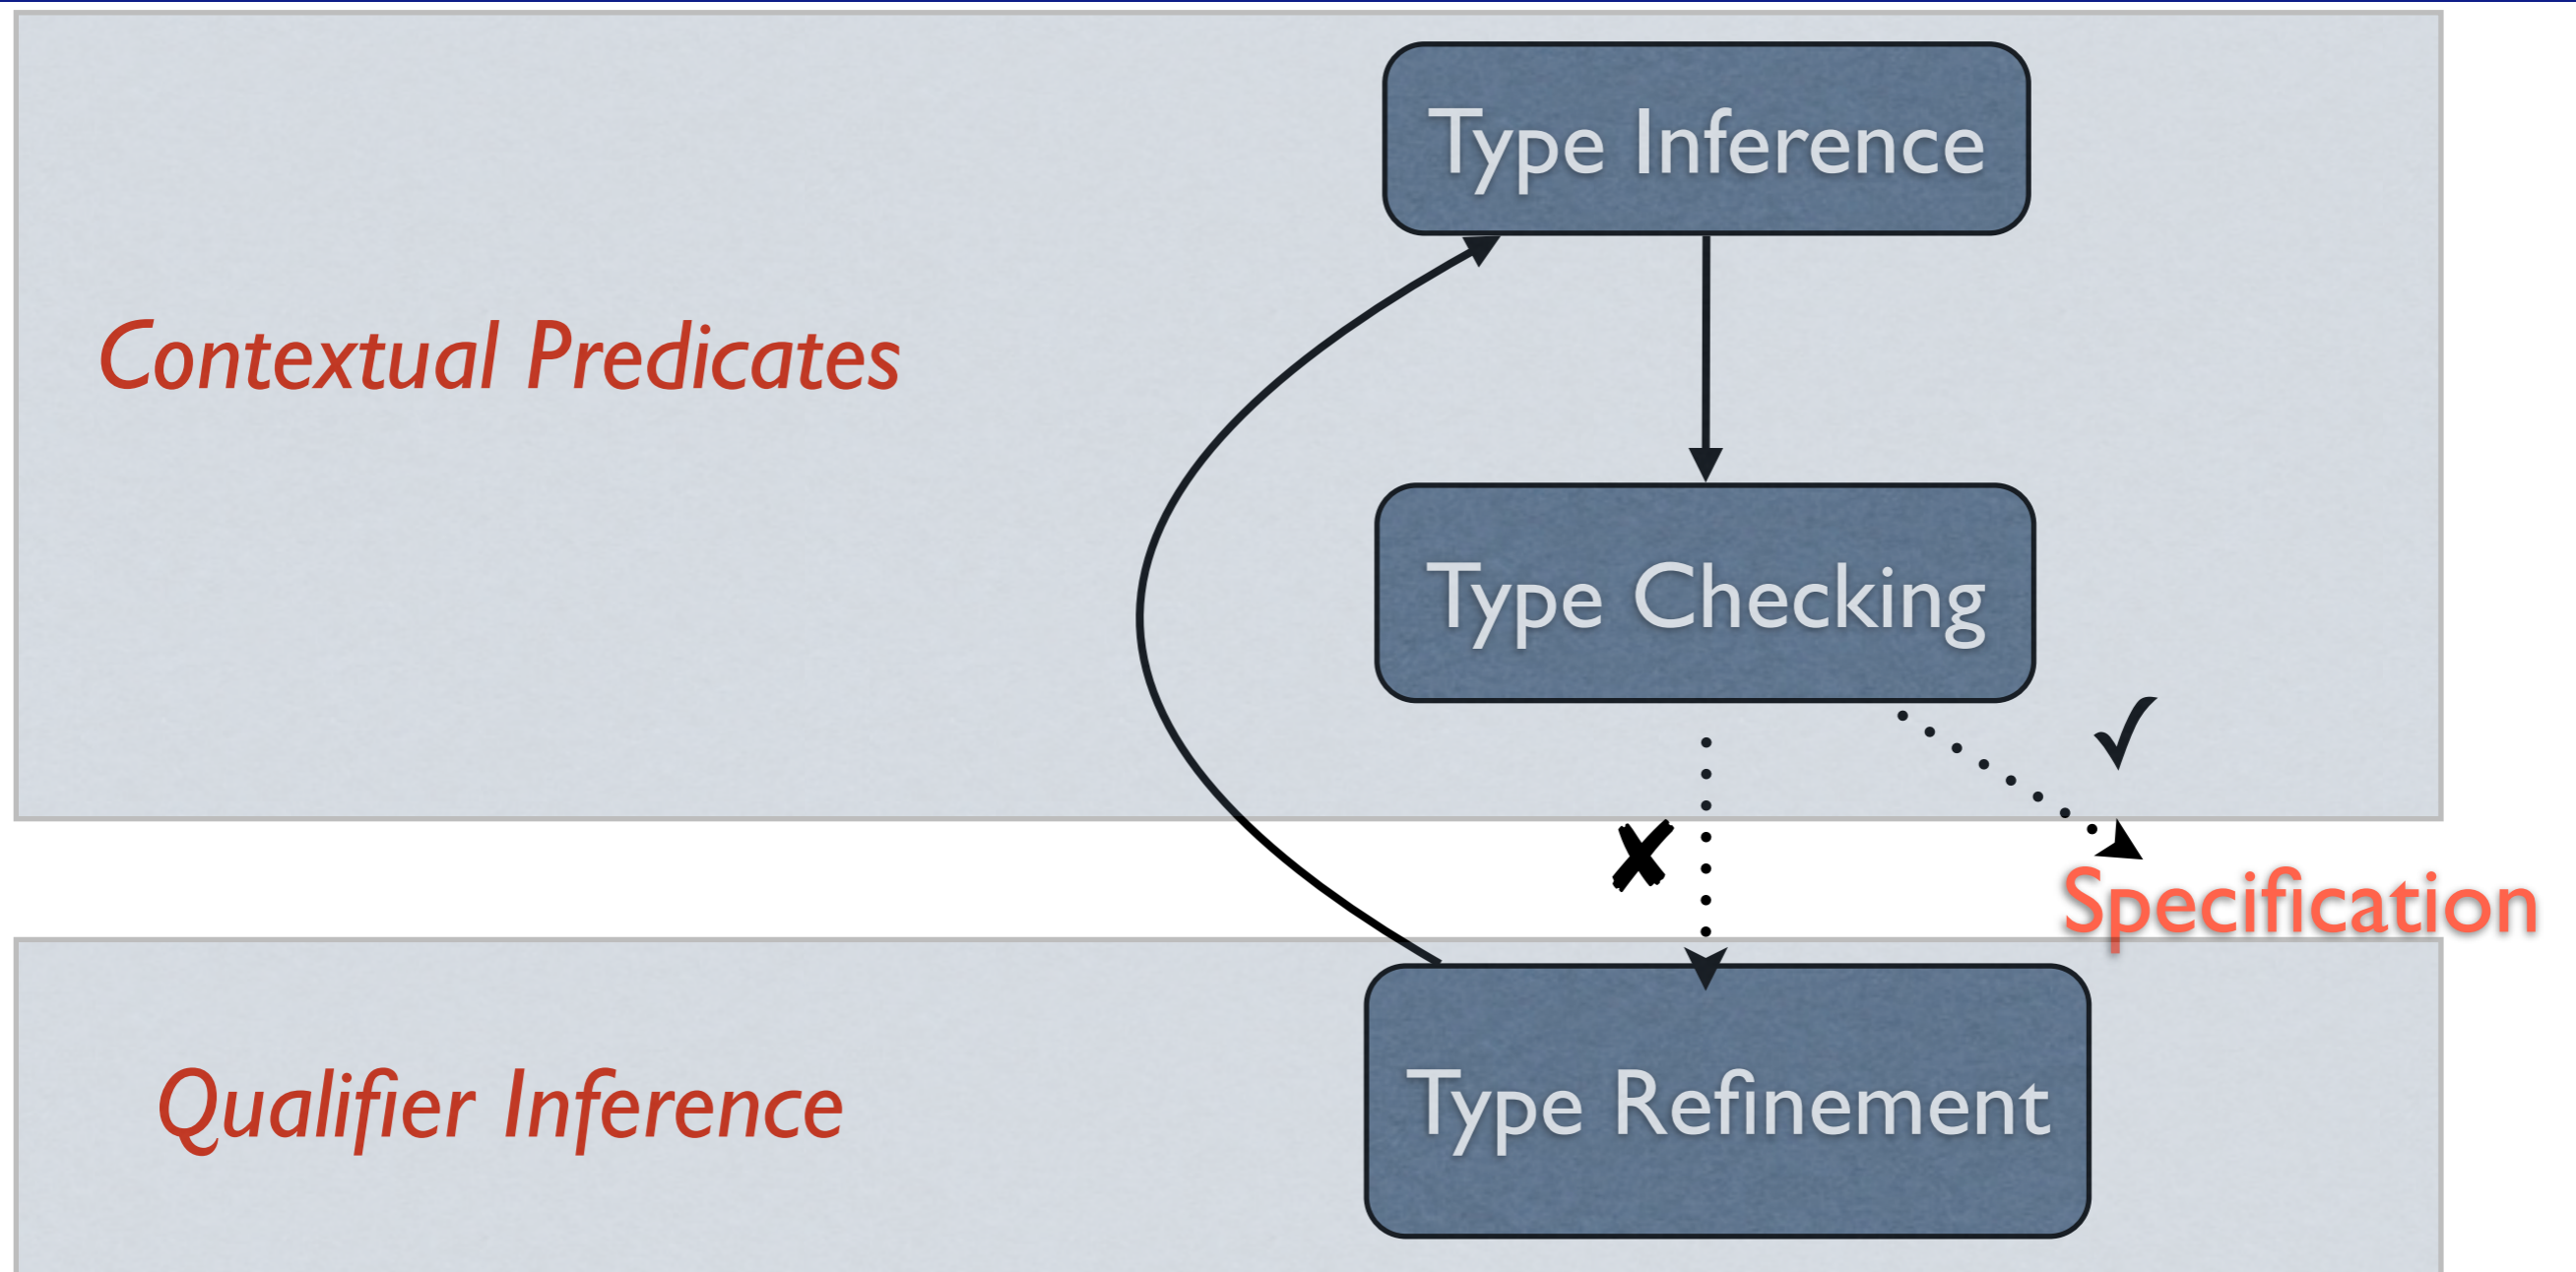 Type Inference
Contextual Predicates
Type Checking
✓
✘
Specification
Qualifier Inference
Type Refinement